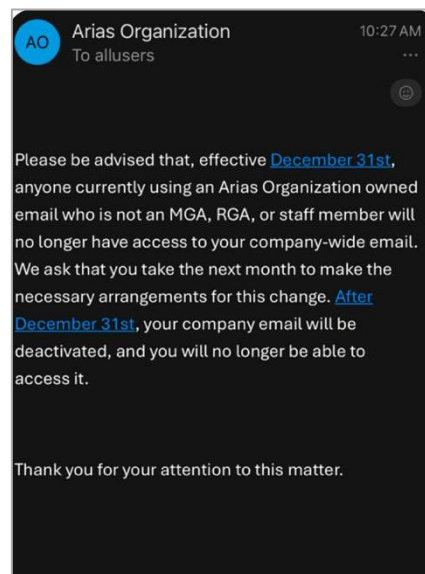 AO
Arias Organization
10:27 AM
To allusers
Please be advised that, effective December 31st,
anyone currently using an Arias Organization owned
email who is not an MGA, RGA, or staff member will
no longer have access to your company-wide email.
We ask that you take the next month to make the
necessary arrangements for this change. After
December 31st, your company email will be
deactivated, and you will no longer be able to
access it.
Thank you for your attention to this matter.